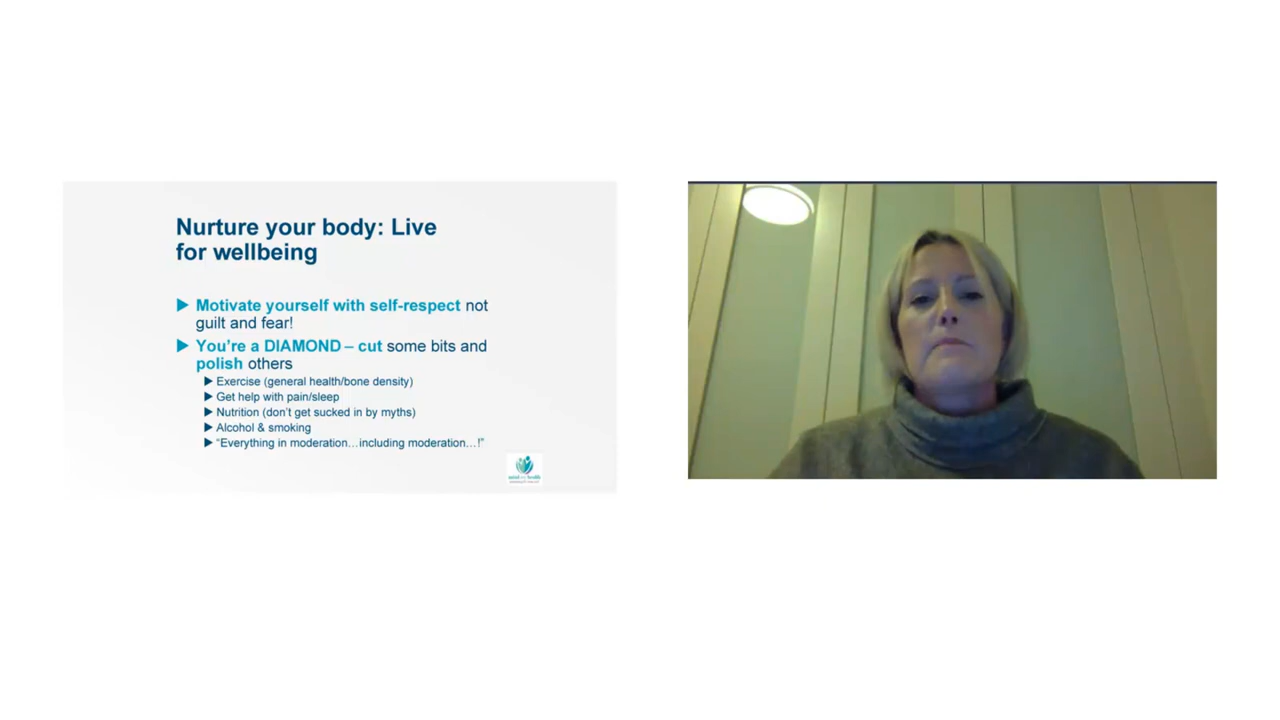 Nurture your body: Live
for wellbeing
Motivate yourself with self-respect not
guilt and fear!
You're a DIAMOND – cut some bits and
polish others
Exercise (general health/bone density)
Get help with pain/sleep
Nutrition (don't get sucked in by myths)
Alcohol & smoking
"Everything in moderation…including moderation…!"